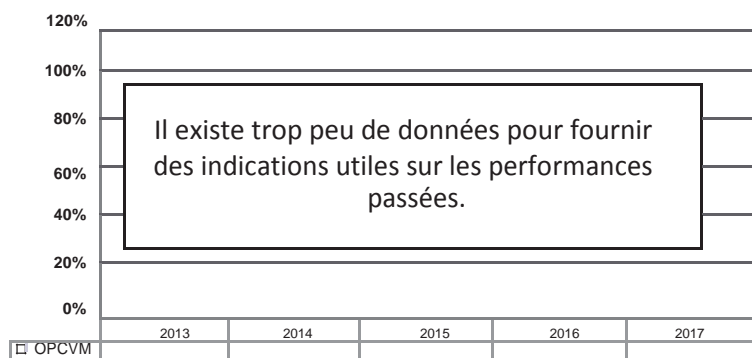 120%
100%
80%
60%
40%
20%
0%
Il existe trop peu de données pour fournir
des indications utiles sur les performances
passées.
2013 2014 2015 2016 2017
OPCVM